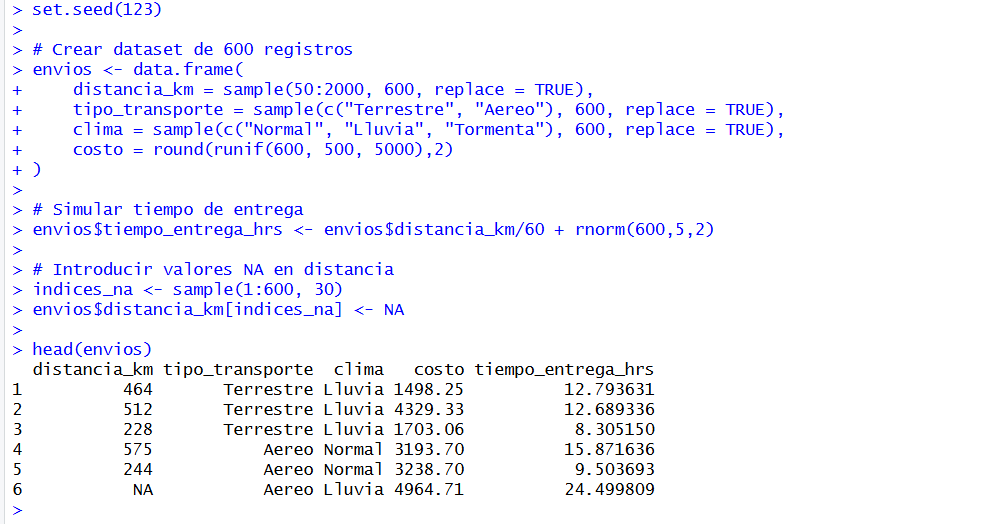 > set.seed(123)
>
> # Crear dataset de 600 registros
> envios <- data.frame(
+     distancia_km = sample(50:2000, 600, replace = TRUE),
+     tipo_transporte = sample(c("Terrestre", "Aereo"), 600, replace = TRUE),
+     clima = sample(c("Normal", "Lluvia", "Tormenta"), 600, replace = TRUE),
+     costo = round(runif(600, 500, 5000),2)
+ )
>
> # Simular tiempo de entrega
> envios$tiempo_entrega_hrs <- envios$distancia_km/60 + rnorm(600,5,2)
>
> # Introducir valores NA en distancia
> indices_na <- sample(1:600, 30)
> envios$distancia_km[indices_na] <- NA
>
> head(envios)
  distancia_km tipo_transporte  clima   costo tiempo_entrega_hrs
1          464       Terrestre Lluvia 1498.25          12.793631
2          512       Terrestre Lluvia 4329.33          12.689336
3          228       Terrestre Lluvia 1703.06           8.305150
4          575           Aereo Normal 3193.70          15.871636
5          244           Aereo Normal 3238.70           9.503693
6           NA           Aereo Lluvia 4964.71          24.499809
>